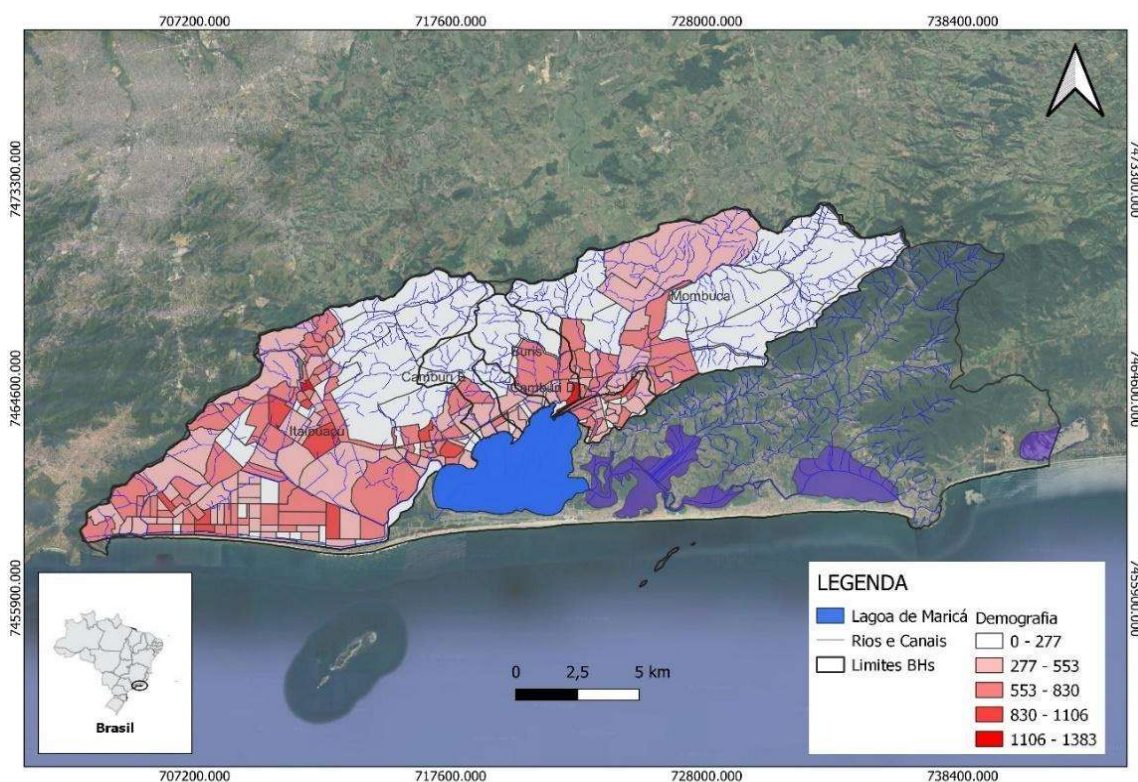 707200.000 717600.000 728000.000 738400.000
7473300.000 7473300.000
Mombuca
Buris
Camburi E
Camburi D
7464600.000 7464600.000
Itaipuaçu
7455900.000 7455900.000
Brasil
0 2,5 5 km
LEGENDA
Lagoa de Maricá
Rios e Canais
Limites BHs
Demografia
0 - 277
277 - 553
553 - 830
830 - 1106
1106 - 1383
707200.000 717600.000 728000.000 738400.000